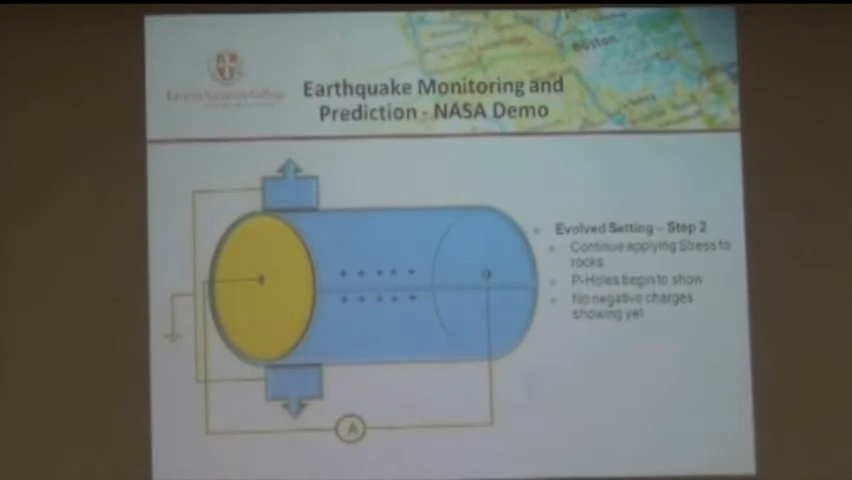 Boston
Earthquake Monitoring and
Prediction - NASA Demo
Evolved Setting – Step 2
Continue applying Stress to
rocks
P-Holes begin to show
No negative charges
showing yet
A